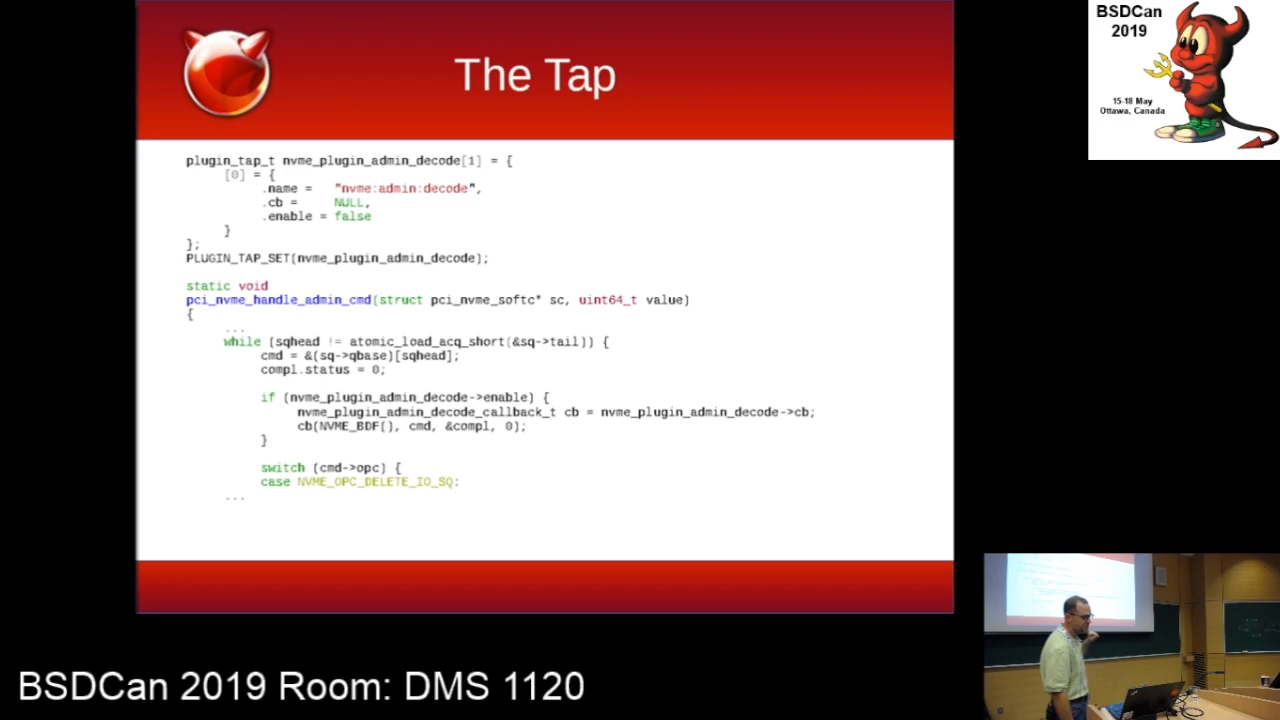 The Tap
plugin_tap_t nvme_plugin_admin_decode[1] = {
[0] = {
.name = "nvme:admin:decode",
.cb = NULL,
.enable = false
}
};
PLUGIN_TAP_SET(nvme_plugin_admin_decode);
static void
pci_nvme_handle_admin_cmd(struct pci_nvme_softc* sc, uint64_t value)
{
...
while (sqhead != atomic_load_acq_short(&sq->tail)) {
cmd = &(sq->qbase)[sqhead];
compl.status = 0;
if (nvme_plugin_admin_decode->enable) {
nvme_plugin_admin_decode_callback_t cb = nvme_plugin_admin_decode->cb;
cb(NVME_BDF(), cmd, &compl, 0);
}
switch (cmd->opc) {
case NVME_OPC_DELETE_IO_SQ:
...
BSDCan
2019
15-18 May
Ottawa, Canada
BSDCan 2019 Room: DMS 1120